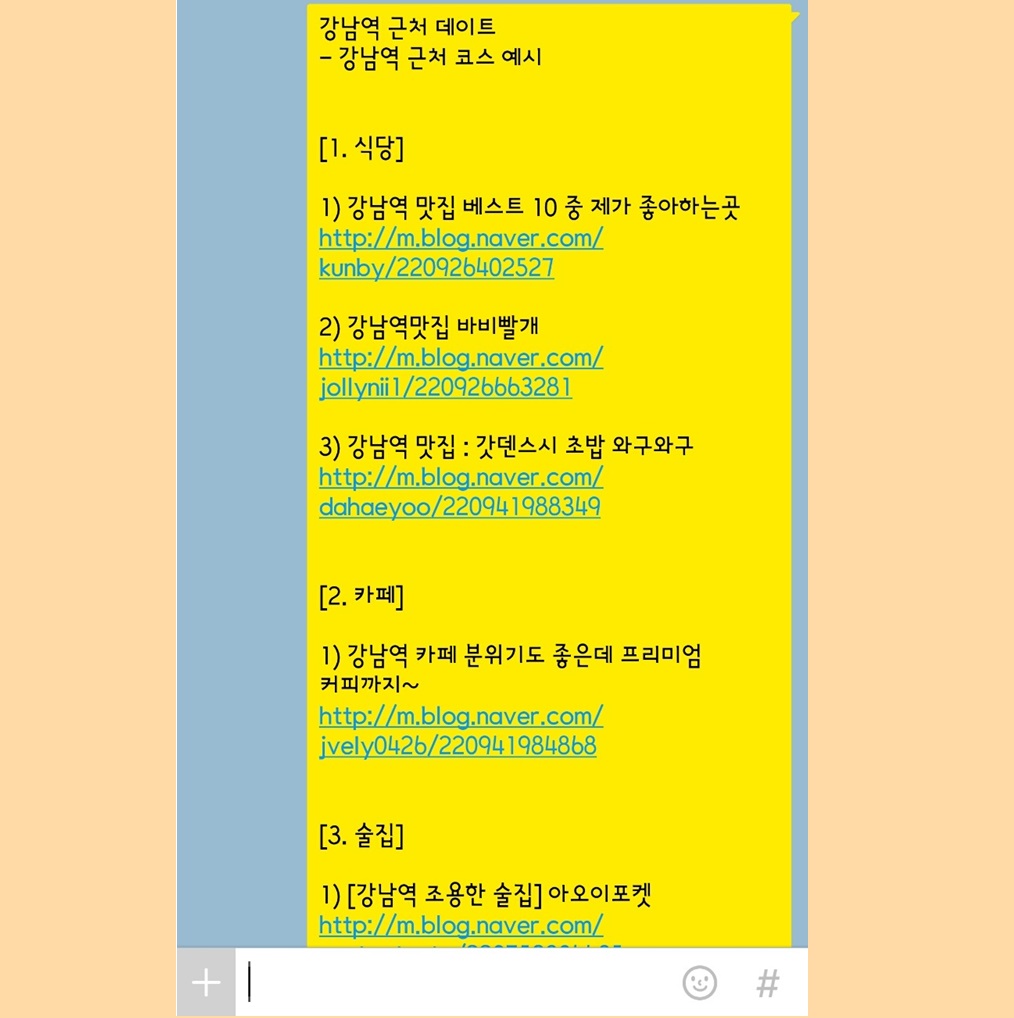 강남역 근처 데이트
- 강남역 근처 코스 예시
[1. 식당]
1) 강남역 맛집 베스트 10 중 제가 좋아하는곳
http://m.blog.naver.com/
kunby/220926402527
2) 강남역맛집 바비빨개
http://m.blog.naver.com/
jollynii1/220926663281
3) 강남역 맛집 : 갓덴스시 초밥 와구와구
http://m.blog.naver.com/
dahaeyoo/220941988349
[2. 카페]
1) 강남역 카페 분위기도 좋은데 프리미엄
커피까지~
http://m.blog.naver.com/
jvely0426/220941984868
[3. 술집]
1) [강남역 조용한 술집] 아오이포켓
http://m.blog.naver.com/
#